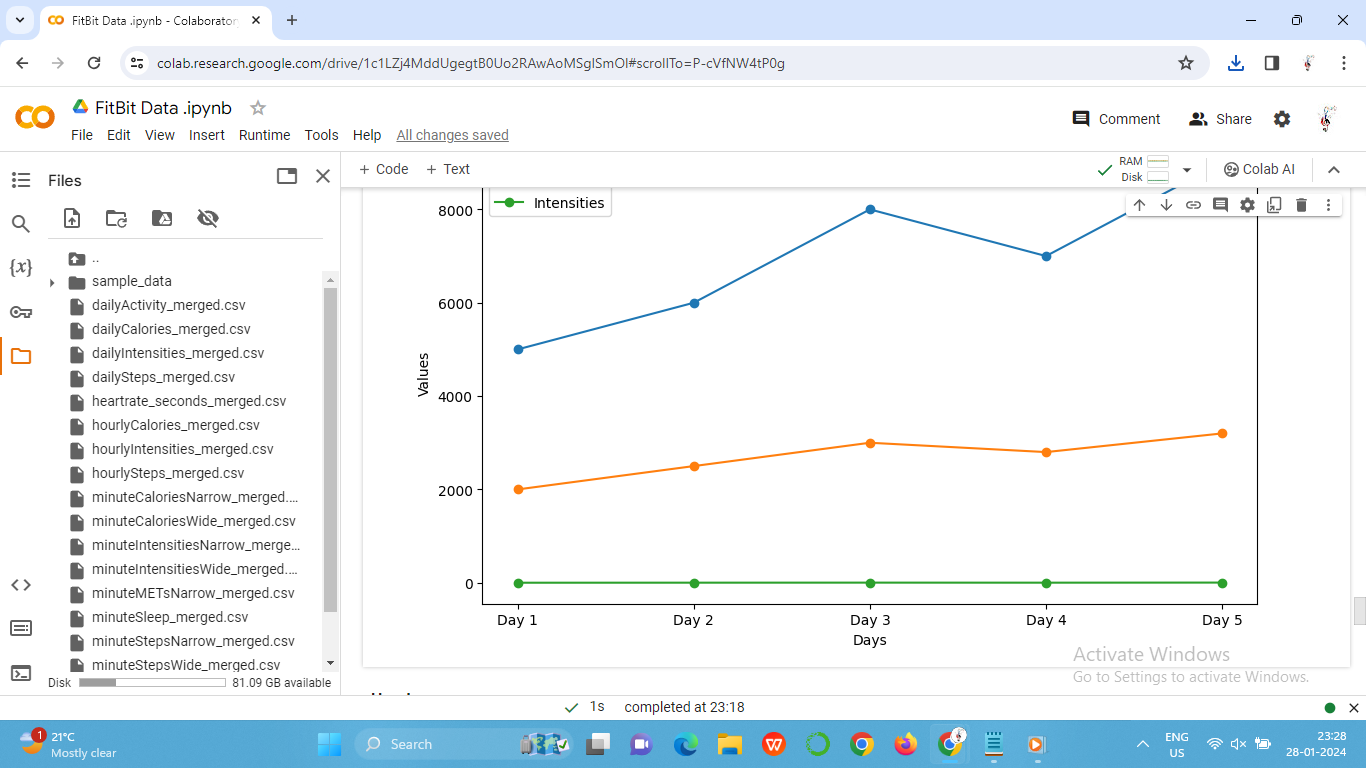 FitBit Data .ipynb - Colaborator
colab.research.google.com/drive/1c1LZj4MddUgegtB0Uo2RAwAoMSglSmOl#scrollTo=P-cVfNW4tP0g
FitBit Data .ipynb
File Edit View Insert Runtime Tools Help All changes saved
Comment Share
Files
+ Code + Text
RAM
Disk
Colab AI
..
sample_data
dailyActivity_merged.csv
dailyCalories_merged.csv
dailyIntensities_merged.csv
dailySteps_merged.csv
heartrate_seconds_merged.csv
hourlyCalories_merged.csv
hourlyIntensities_merged.csv
hourlySteps_merged.csv
minuteCaloriesNarrow_merged....
minuteCaloriesWide_merged.csv
minuteIntensitiesNarrow_merge...
minuteIntensitiesWide_merged....
minuteMETsNarrow_merged.csv
minuteSleep_merged.csv
minuteStepsNarrow_merged.csv
minuteStepsWide_merged.csv
Disk 81.09 GB available
Intensities
8000
6000
4000
2000
0
Values
Day 1 Day 2 Day 3 Day 4 Day 5
Days
Activate Windows
Go to Settings to activate Windows.
1s completed at 23:18
1
21°C
Mostly clear
Search
ENG
US
23:28
28-01-2024